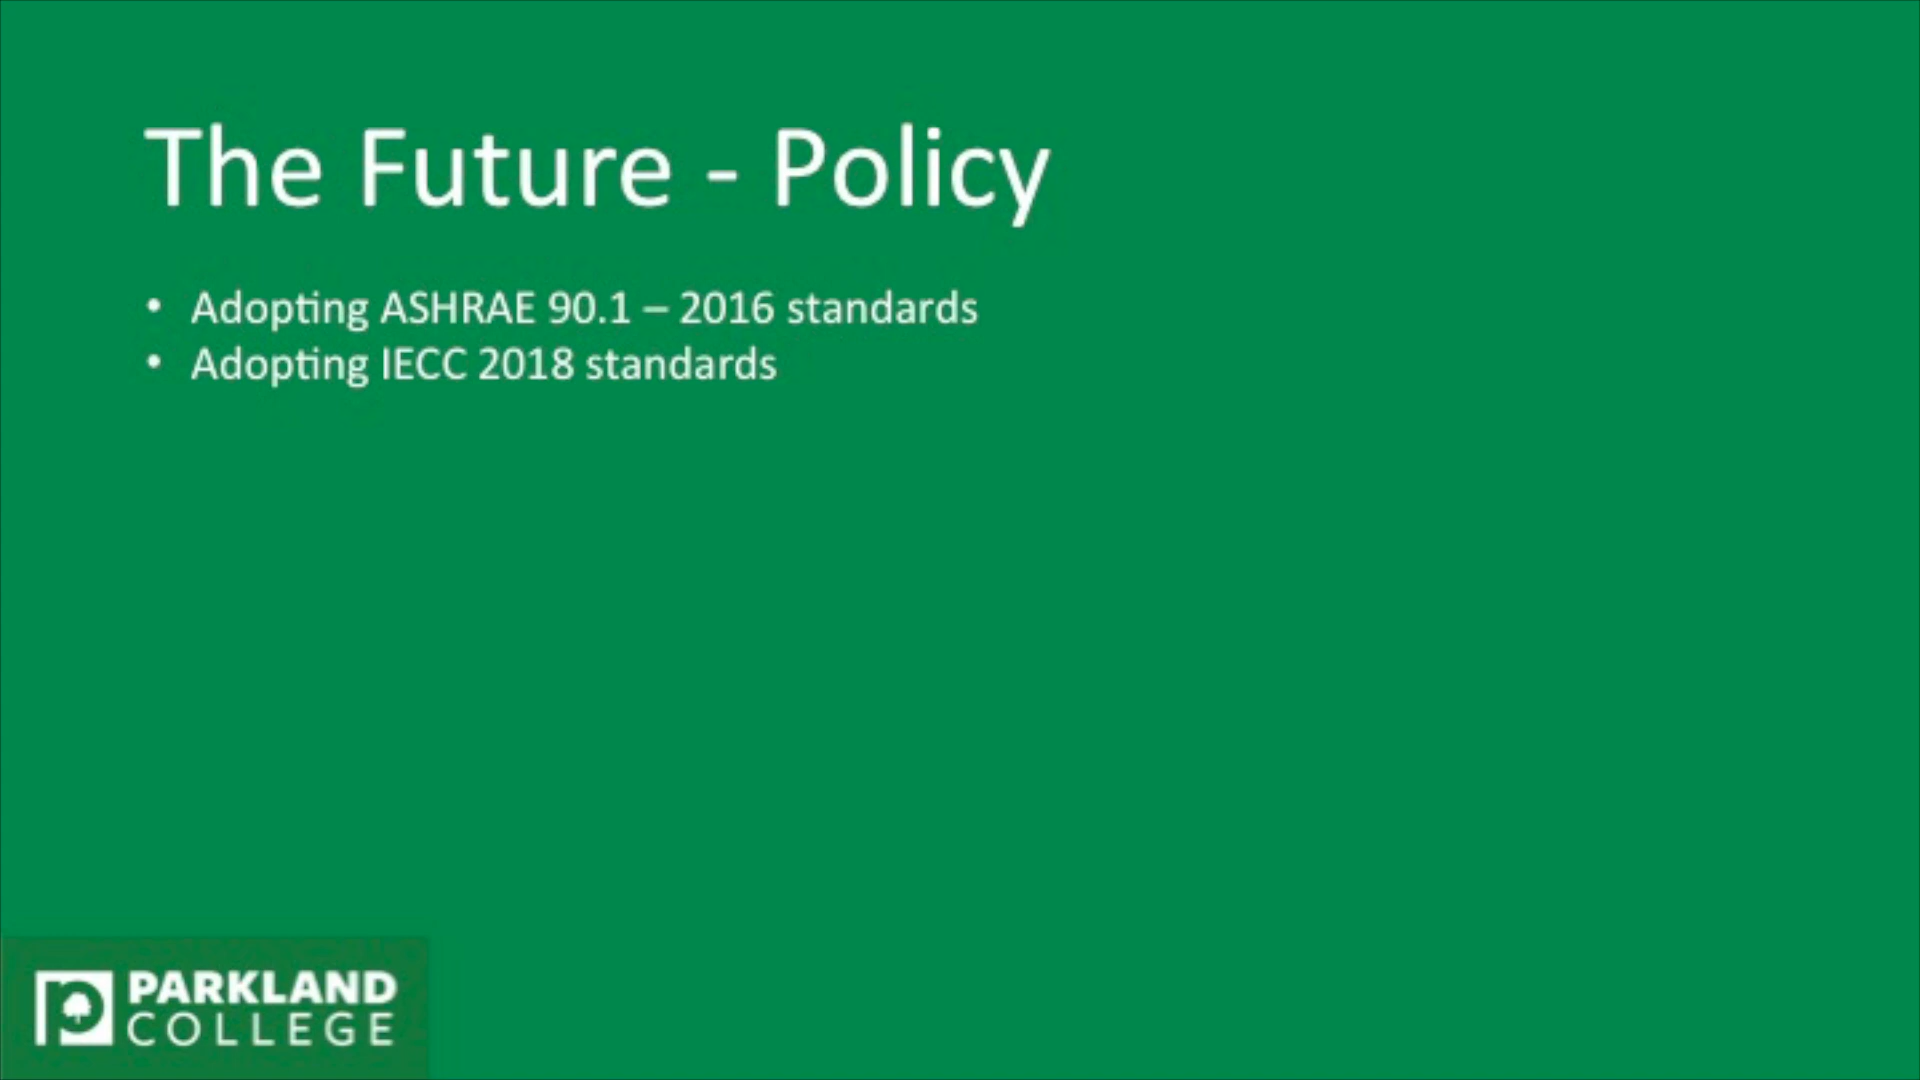 The Future - Policy
• Adopting ASHRAE 90.1 – 2016 standards
• Adopting IECC 2018 standards
PARKLAND
COLLEGE